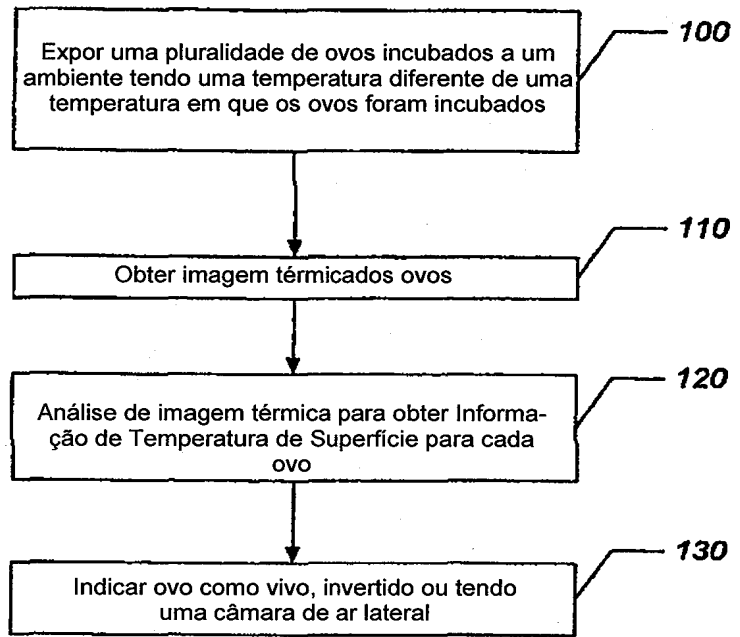 100
Expor uma pluralidade de ovos incubados a um
ambiente tendo uma temperatura diferente de uma
temperatura em que os ovos foram incubados
110
Obter imagem térmicados ovos
120
Análise de imagem térmica para obter Informa-
ção de Temperatura de Superfície para cada
ovo
130
Indicar ovo como vivo, invertido ou tendo
uma câmara de ar lateral